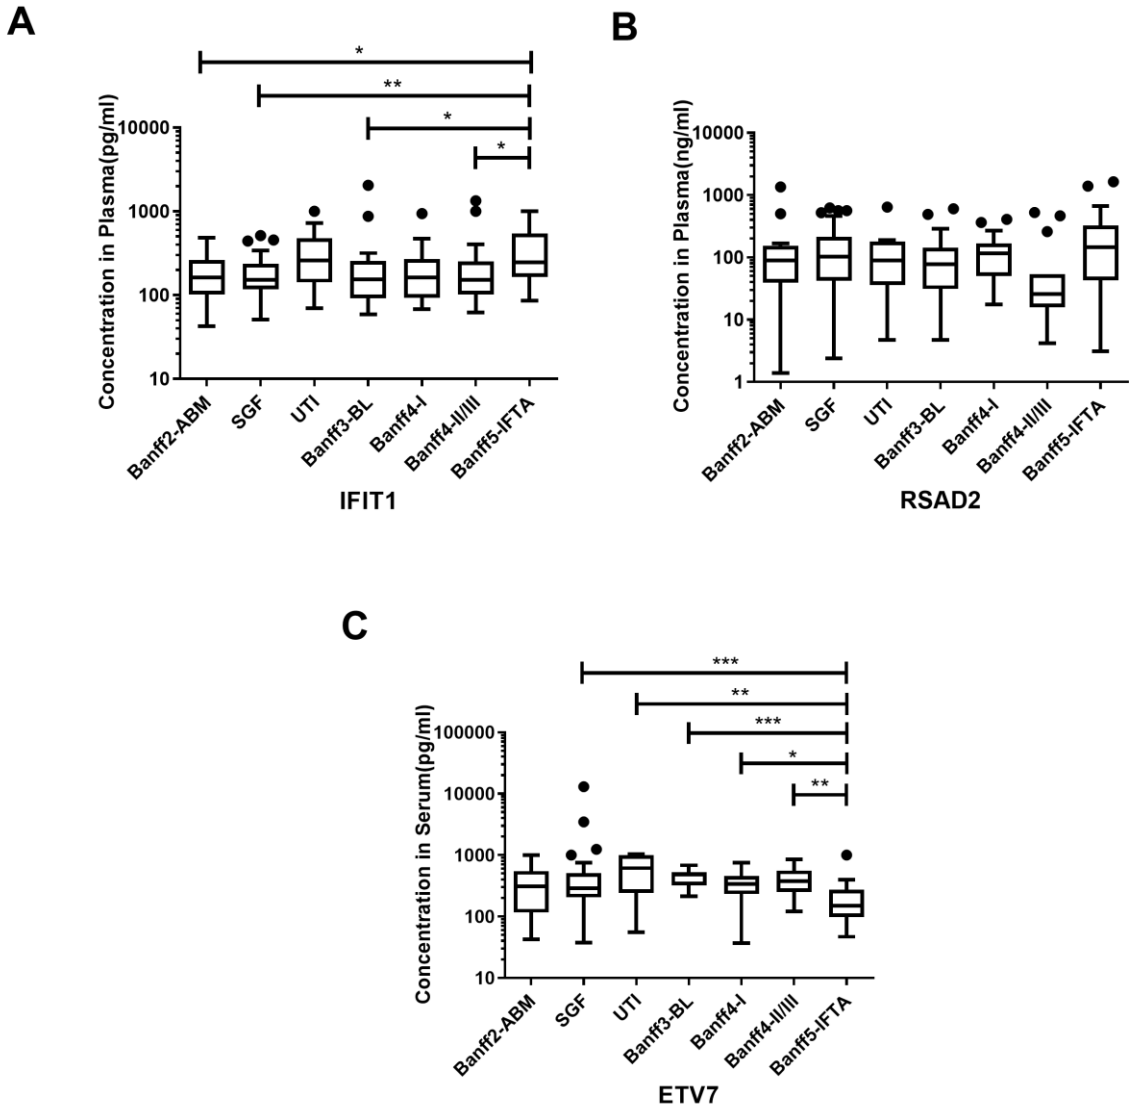 A
*
**
*
*
Concentration in Plasma(pg/ml)
10000
1000
100
10
Banff2-ABM
SGF
UTI
Banff3-BL
Banff4-I
Banff4-II/III
Banff5-IFTA
IFIT1
B
Concentration in Plasma(ng/ml)
10000
1000
100
10
1
Banff2-ABM
SGF
UTI
Banff3-BL
Banff4-I
Banff4-II/III
Banff5-IFTA
RSAD2
C
***
**
***
*
**
Concentration in Serum(pg/ml)
100000
10000
1000
100
10
Banff2-ABM
SGF
UTI
Banff3-BL
Banff4-I
Banff4-II/III
Banff5-IFTA
ETV7